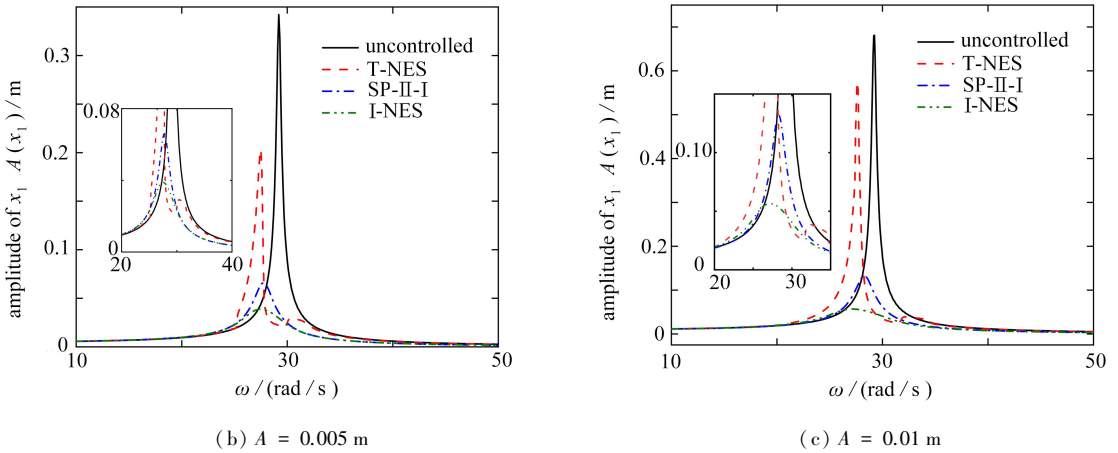 0.3
0.2
0.1
0
amplitude of x₁ A(x₁)/m
uncontrolled
T-NES
SP-Ⅱ-I
I-NES
0.08
0
20 40
10 30 50
ω/(rad/s)
(b) A = 0.005 m
0.6
0.4
0.2
0
amplitude of x₁ A(x₁)/m
uncontrolled
T-NES
SP-Ⅱ-I
I-NES
0.10
0
20 30
10 30 50
ω/(rad/s)
(c) A = 0.01 m